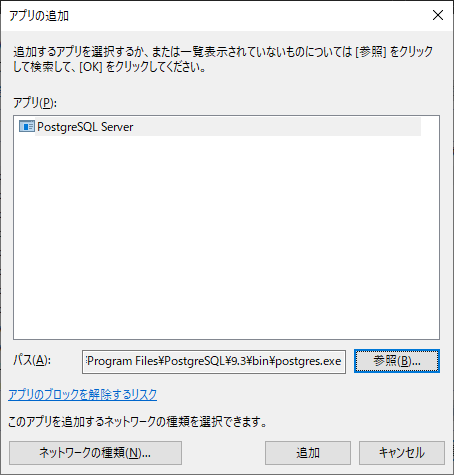 アプリの追加
追加するアプリを選択するか、または一覧表示されていないものについては [参照] をクリック
して検索して、[OK] をクリックしてください。
アプリ(P):
PostgreSQL Server
パス(A):
Program Files¥PostgreSQL¥9.3¥bin¥postgres.exe
参照(B)...
アプリのブロックを解除するリスク
このアプリを追加するネットワークの種類を選択できます。
ネットワークの種類(N)...
追加
キャンセル